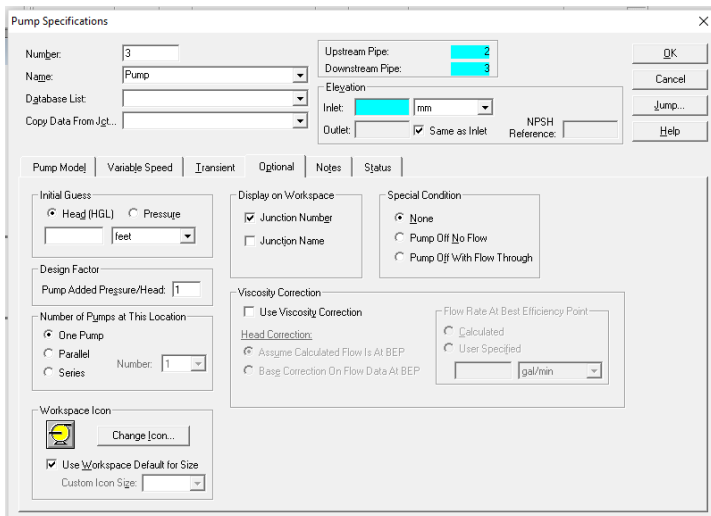 Pump Specifications
Number: 3
Name: Pump
Database List:
Copy Data From Jct...
Upstream Pipe: 2
Downstream Pipe: 3
Elevation
Inlet: mm
Outlet: Same as Inlet
NPSH
Reference:
OK
Cancel
Jump...
Help
Pump Model Variable Speed Transient Optional Notes Status
Initial Guess
Head (HGL) Pressure
feet
Design Factor
Pump Added Pressure/Head: 1
Number of Pumps at This Location
One Pump
Parallel
Series
Number: 1
Workspace Icon
Change Icon...
Use Workspace Default for Size
Custom Icon Size:
Display on Workspace
Junction Number
Junction Name
Special Condition
None
Pump Off No Flow
Pump Off With Flow Through
Viscosity Correction
Use Viscosity Correction
Head Correction:
Assume Calculated Flow Is At BEP
Base Correction On Flow Data At BEP
Flow Rate At Best Efficiency Point
Calculated
User Specified
gal/min